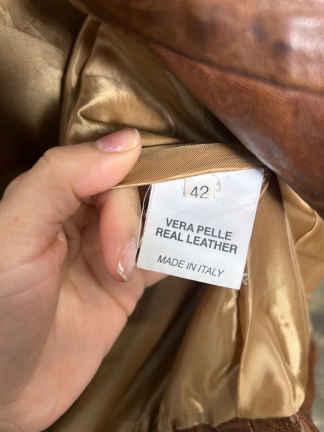 42
VERA PELLE
REAL LEATHER
MADE IN ITALY